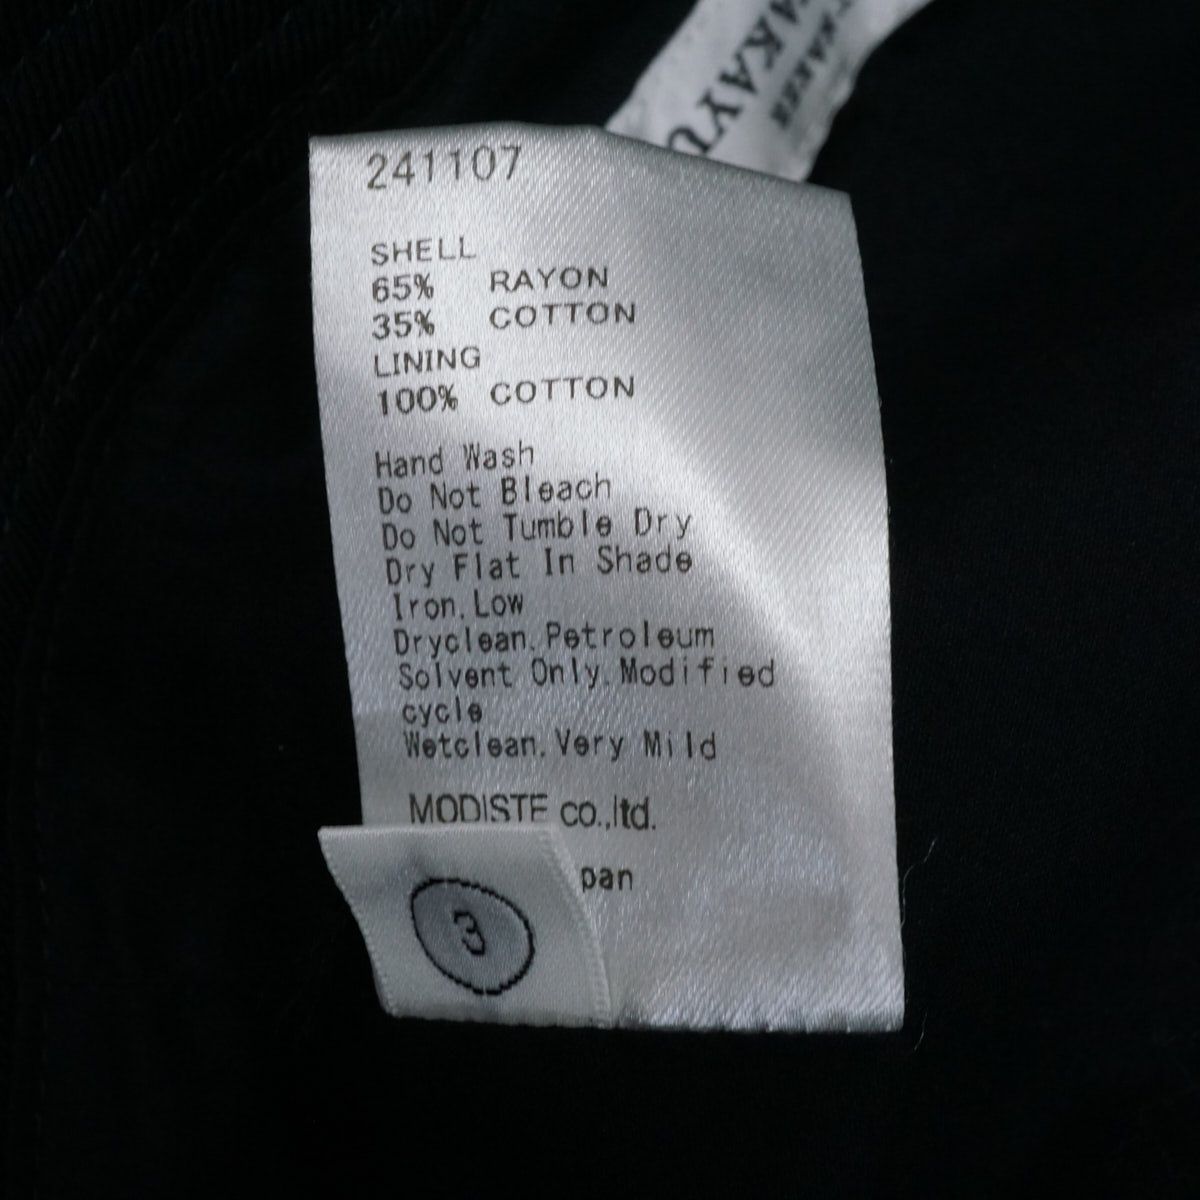 241107
SHELL
65% RAYON
35% COTTON
LINING
100% COTTON
Hand Wash
Do Not Bleach
Do Not Tumble Dry
Dry Flat In Shade
Iron. Low
Dryclean. Petroleum
Solvent Only. Modified
cycle
Wetclean. Very Mild
MODISTE co.,ltd.
pan
3